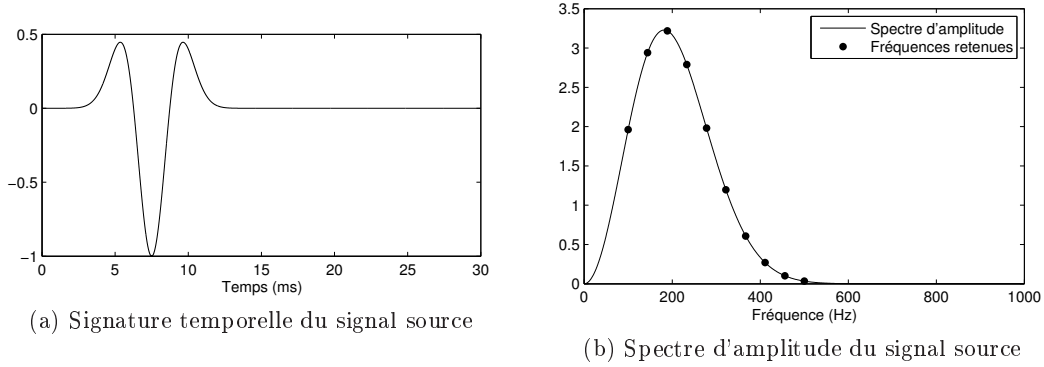 0.5
0
−0.5
−1
0 5 10 15 20 25 30
Temps (ms)
(a) Signature temporelle du signal source
3.5
3
2.5
2
1.5
1
0.5
0
0 200 400 600 800 1000
Fréquence (Hz)
Spectre d'amplitude
Fréquences retenues
(b) Spectre d'amplitude du signal source